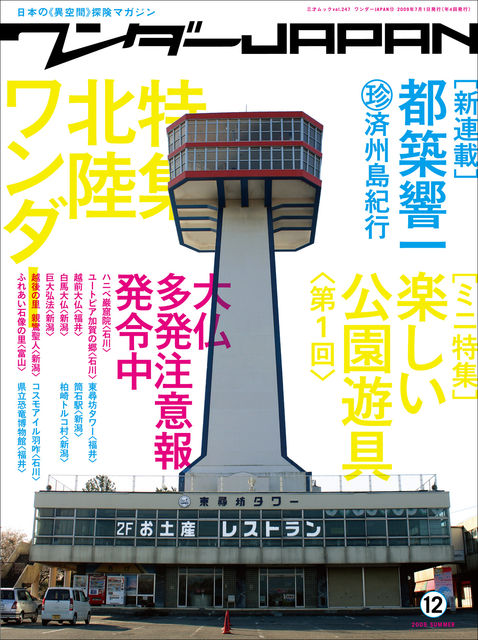 日本の《異空間》探険マガジン
三才ムックvol.247 ワンダーJAPAN⑫ 2009年7月1日発行(年4回発行)
ワンダーJAPAN
[新連載]
都築響一
�
済州島紀行
特集
北陸
ワンダ
[ミニ特集]
楽しい
公園遊具
〈第1回〉
大仏
多発注意報
発令中
ハニベ巌窟院〈石川〉
ユートピア加賀の郷〈石川〉
越前大仏〈福井〉
白馬大仏〈新潟〉
巨大弘法〈新潟〉
越後の里 親鸞聖人〈新潟〉
ふれあい石像の里〈富山〉
東尋坊タワー〈福井〉
筒石駅〈新潟〉
柏崎トルコ村〈新潟〉
コスモアイル羽咋〈石川〉
県立恐竜博物館〈福井〉
東尋坊タワー
2F お土産 レストラン
12
2009 SUMMER